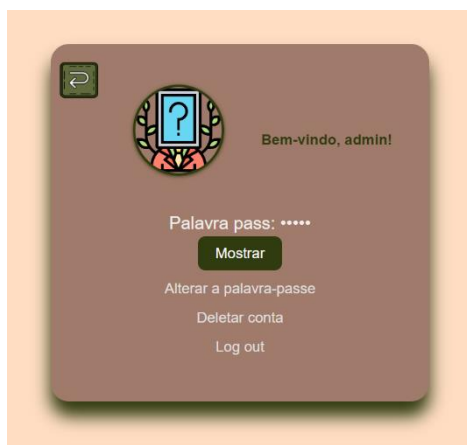 Bem-vindo, admin!
Palavra pass: •••••
Mostrar
Alterar a palavra-passe
Deletar conta
Log out